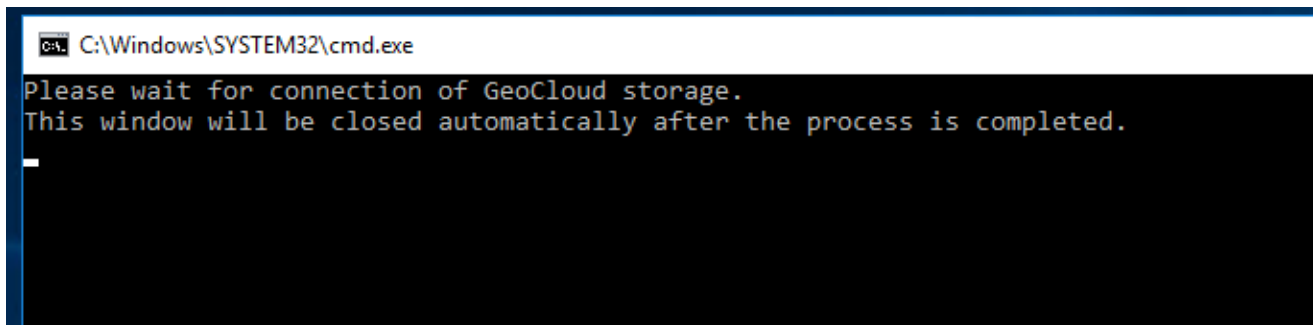 C:\Windows\SYSTEM32\cmd.exe
Please wait for connection of GeoCloud storage.
This window will be closed automatically after the process is completed.